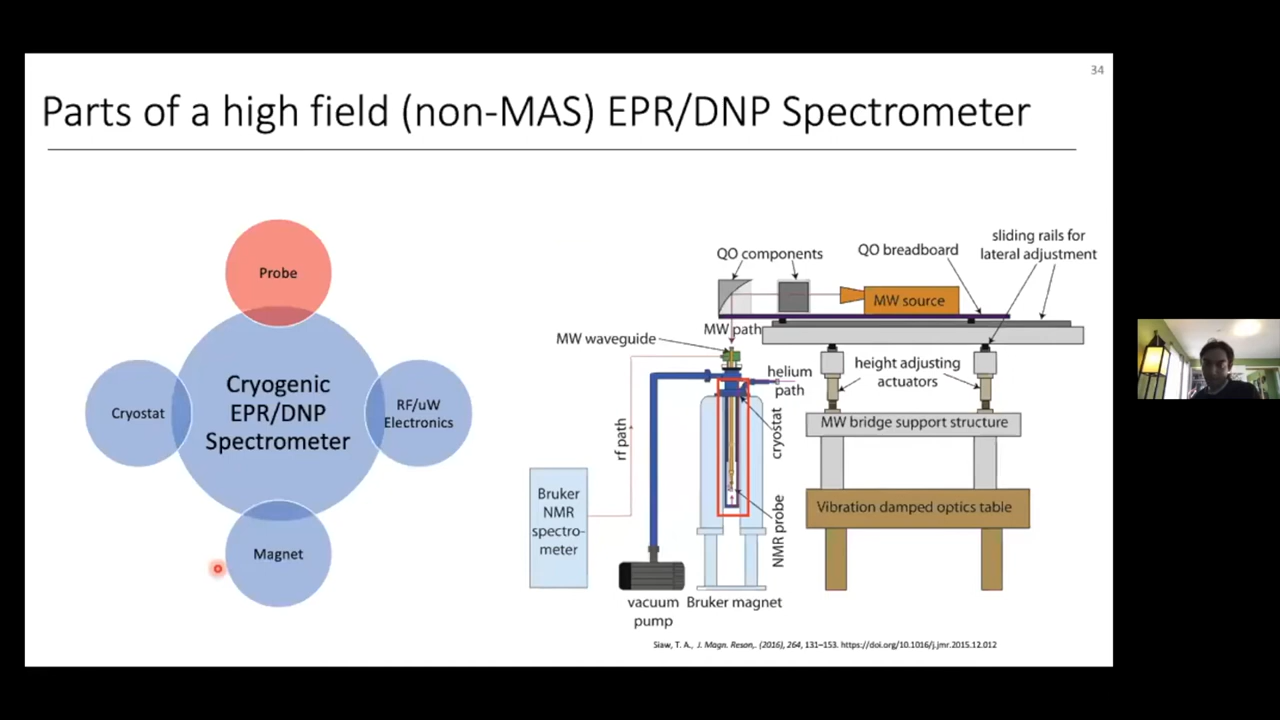 34
Parts of a high field (non-MAS) EPR/DNP Spectrometer
Probe
Cryostat
Cryogenic
EPR/DNP
Spectrometer
RF/uW
Electronics
Magnet
sliding rails for
lateral adjustment
QO components
QO breadboard
MW source
MW path
MW waveguide
helium
path
height adjusting
actuators
cryostat
rf path
MW bridge support structure
Bruker
NMR
spectro-
meter
NMR probe
Vibration damped optics table
vacuum
pump
Bruker magnet
Siaw, T. A., J. Magn. Reson,. (2016), 264, 131–153. https://doi.org/10.1016/j.jmr.2015.12.012